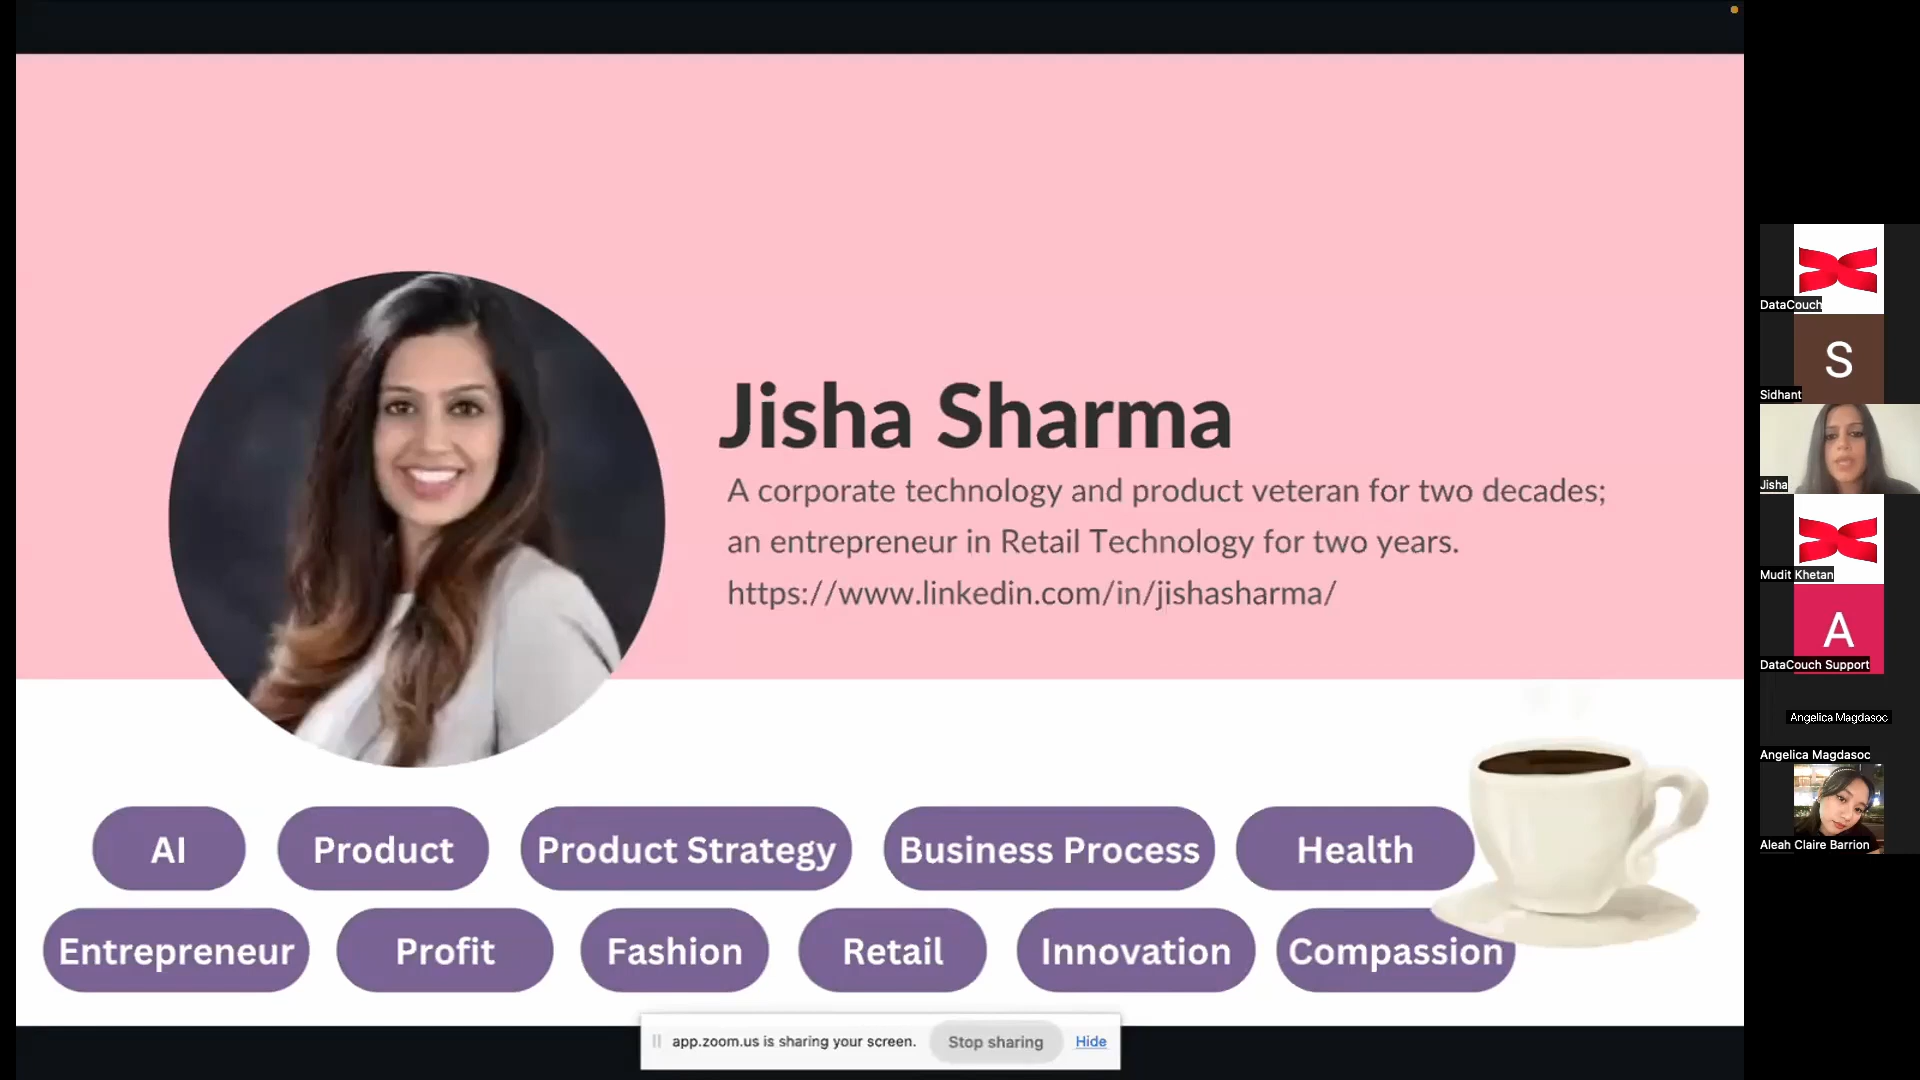 Jisha Sharma
A corporate technology and product veteran for two decades;
an entrepreneur in Retail Technology for two years.
https://www.linkedin.com/in/jishasharma/
AI
Product
Product Strategy
Business Process
Health
Entrepreneur
Profit
Fashion
Retail
Innovation
Compassion
app.zoom.us is sharing your screen.
Stop sharing
Hide
DataCouch
S
Sidhant
Jisha
Mudit Khetan
A
DataCouch Support
Angelica Magdasoc
Angelica Magdasoc
Aleah Claire Barrion